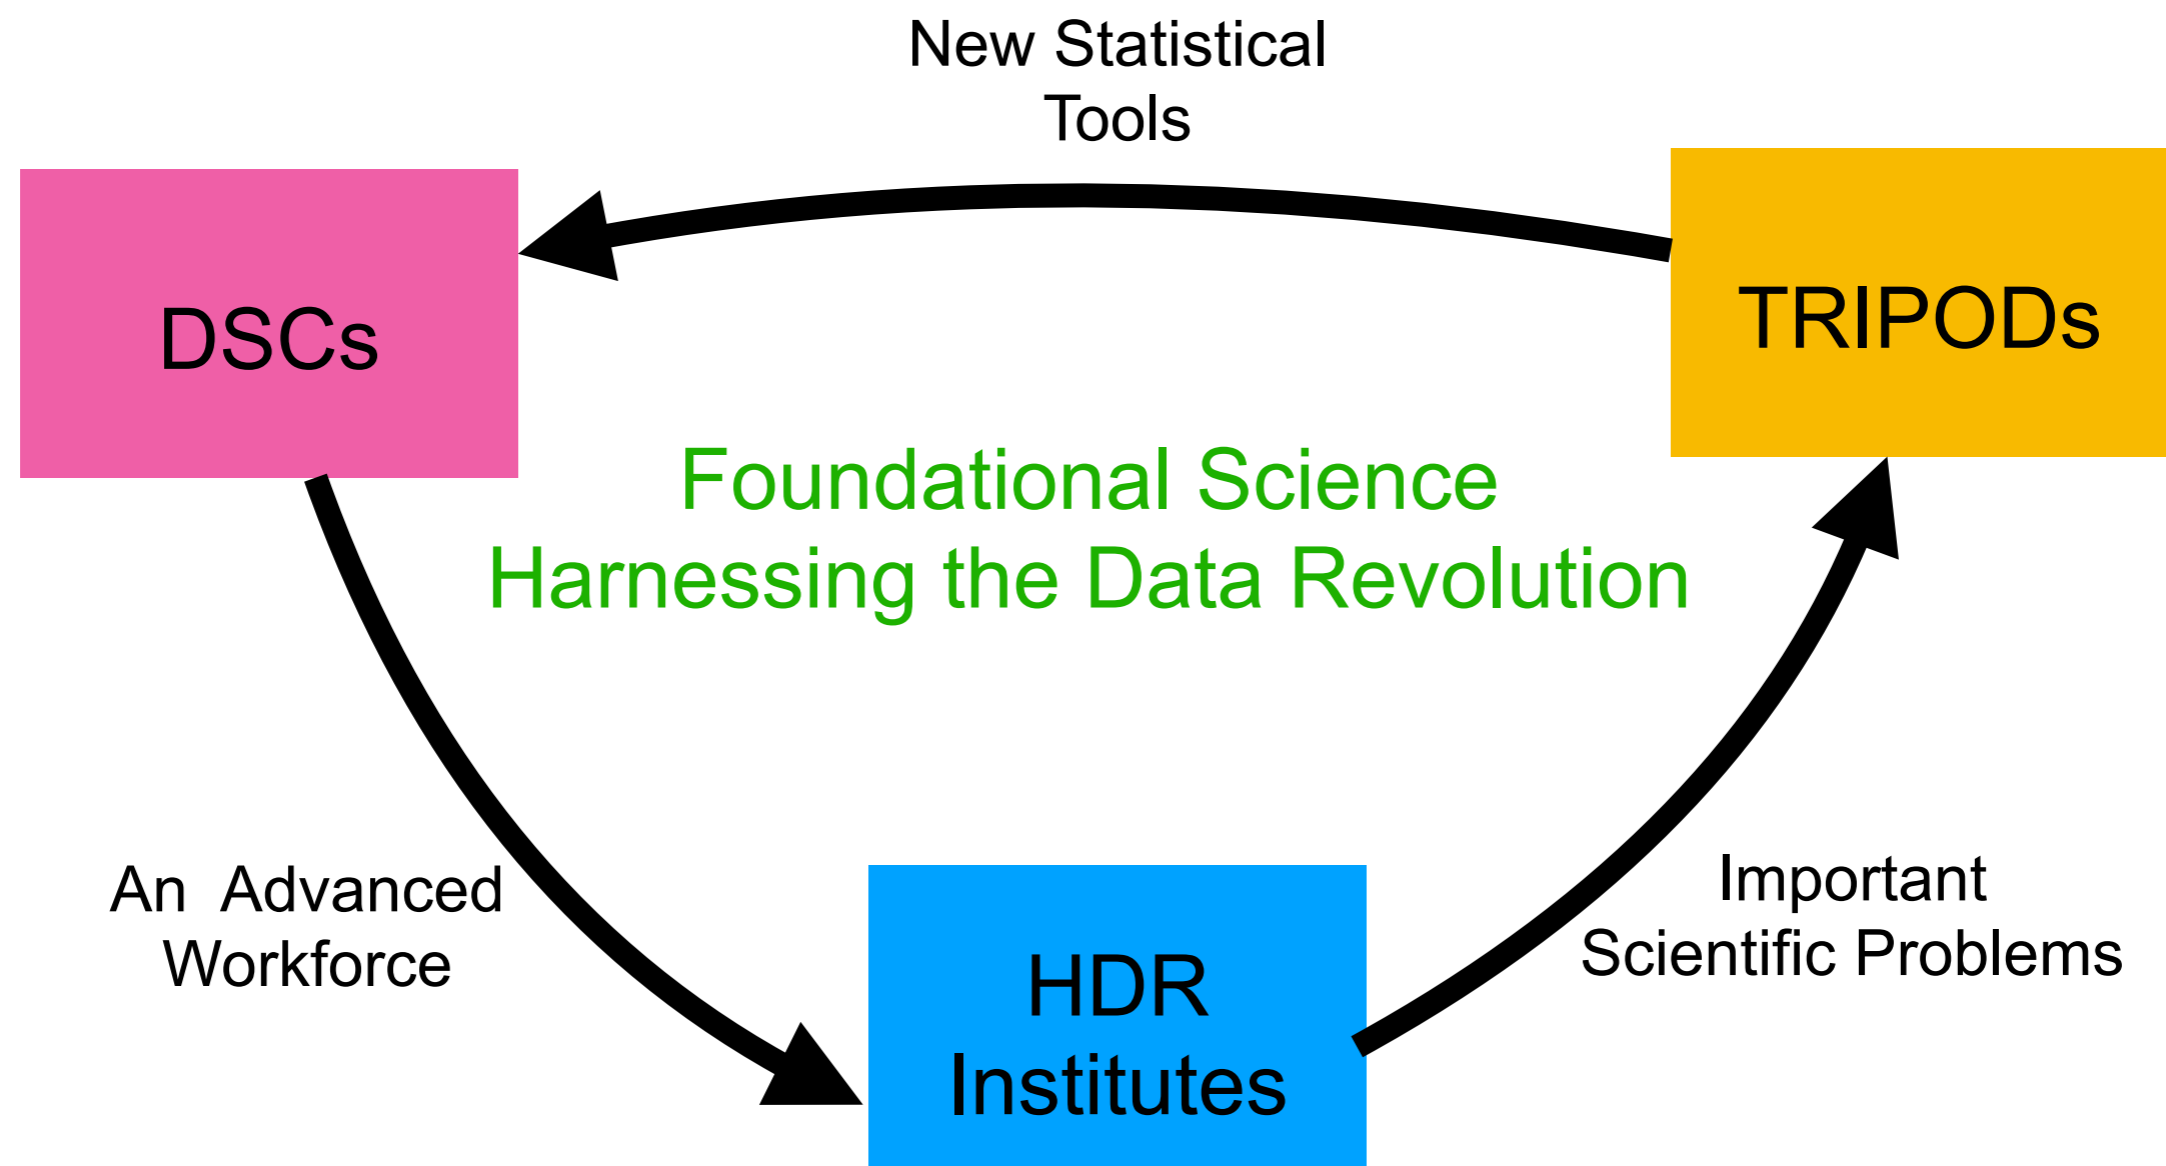 New Statistical
Tools
DSCs
TRIPODs
Foundational Science
Harnessing the Data Revolution
An  Advanced
Workforce
Important
Scientific Problems
HDR
Institutes